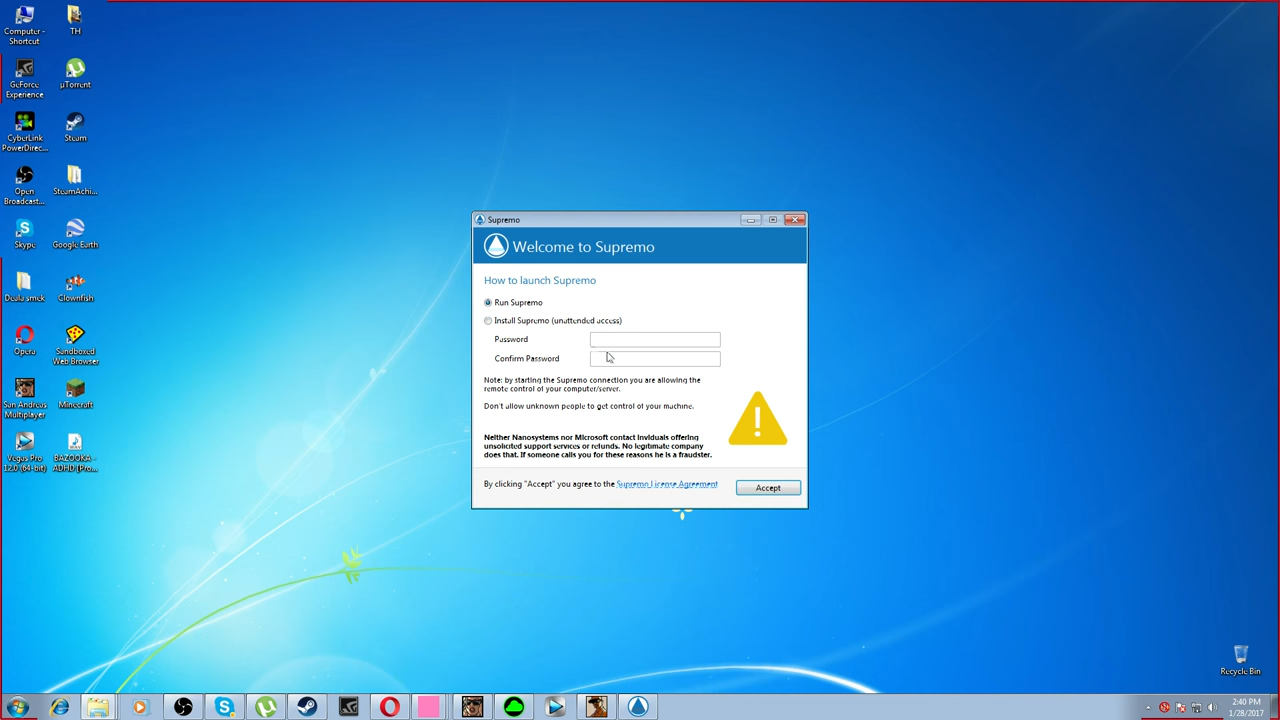 Computer -
Shortcut
TH
GeForce
Experience
µTorrent
CyberLink
PowerDirec...
Steam
Open
Broadcast...
SteamAchi...
Skype
Google Earth
Clownfish
Opera
Sandboxed
Web Browser
San Andreas
Multiplayer
Minecraft
Vegas Pro
12.0 (64-bit)
BAZOOKA -
ADHD (Pro...
Supremo
Welcome to Supremo
How to launch Supremo
Run Supremo
Install Supremo (unattended access)
Password
Confirm Password
Note: by starting the Supremo connection you are allowing the
remote control of your computer/server.
Don't allow unknown people to get control of your machine.
Neither Nanosystems nor Microsoft contact Inviduals offering
unsolicited support services or refunds. No legitimate company
does that. If someone calls you for these reasons he is a fraudster.
By clicking "Accept" you agree to the Supremo License Agreement
Accept
Recycle Bin
2:40 PM
1/28/2017